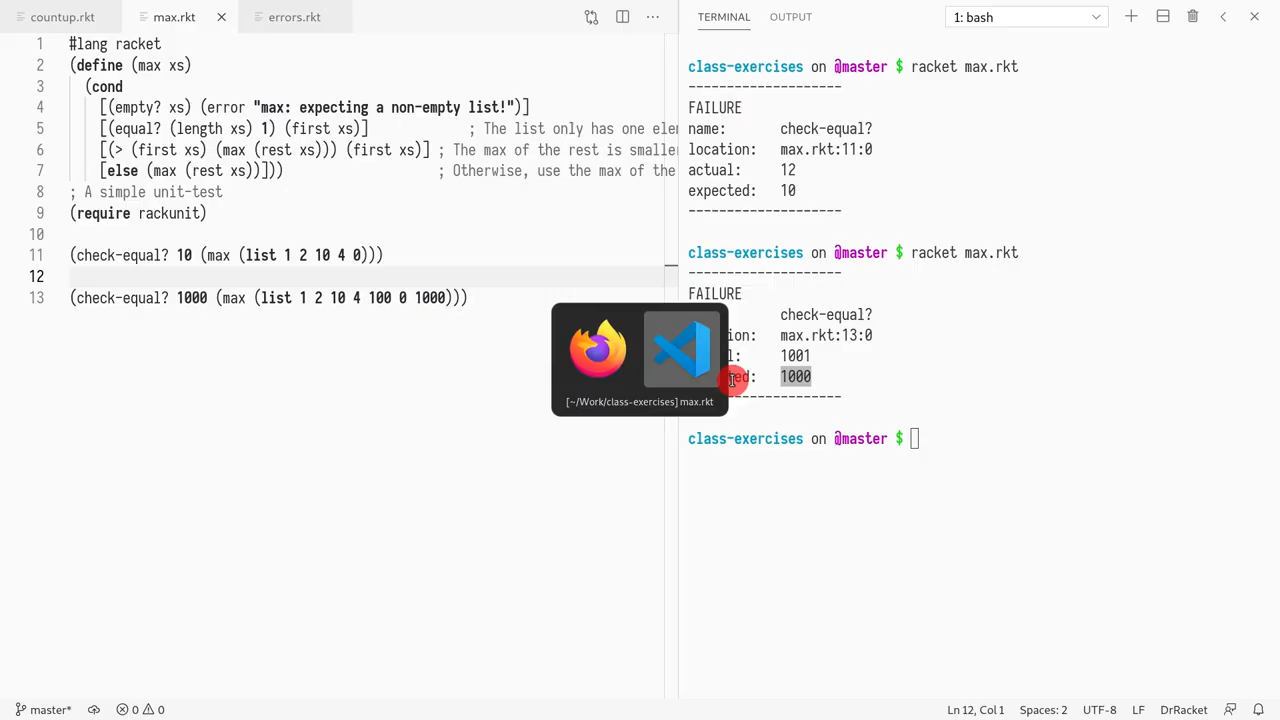 countup.rkt
max.rkt
errors.rkt
1 #lang racket
2 (define (max xs)
3 (cond
4 [(empty? xs) (error "max: expecting a non-empty list!")]
5 [(equal? (length xs) 1) (first xs)] ; The list only has one
6 [(> (first xs) (max (rest xs))) (first xs)] ; The max of the rest is
7 [else (max (rest xs))])) ; Otherwise, use the max of the
8 ; A simple unit-test
9 (require rackunit)
10
11 (check-equal? 10 (max (list 1 2 10 4 0)))
12
13 (check-equal? 1000 (max (list 1 2 10 4 100 0 1000)))
[~/Work/class-exercises] max.rkt
TERMINAL OUTPUT
1: bash
class-exercises on @master $ racket max.rkt
--------------------
FAILURE
name: check-equal?
location: max.rkt:11:0
actual: 12
expected: 10
--------------------
class-exercises on @master $ racket max.rkt
--------------------
FAILURE
check-equal?
max.rkt:13:0
1001
1000
class-exercises on @master $
master* 0 0
Ln 12, Col 1 Spaces: 2 UTF-8 LF DrRacket